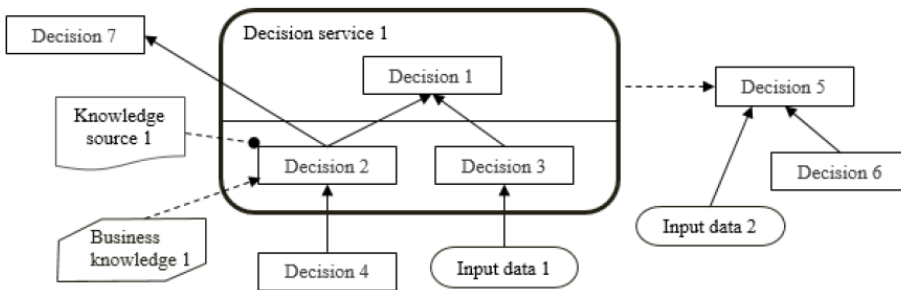 Decision 7
Decision service 1
Decision 1
Decision 5
Knowledge
source 1
Decision 2
Decision 3
Decision 6
Business
knowledge 1
Decision 4
Input data 1
Input data 2